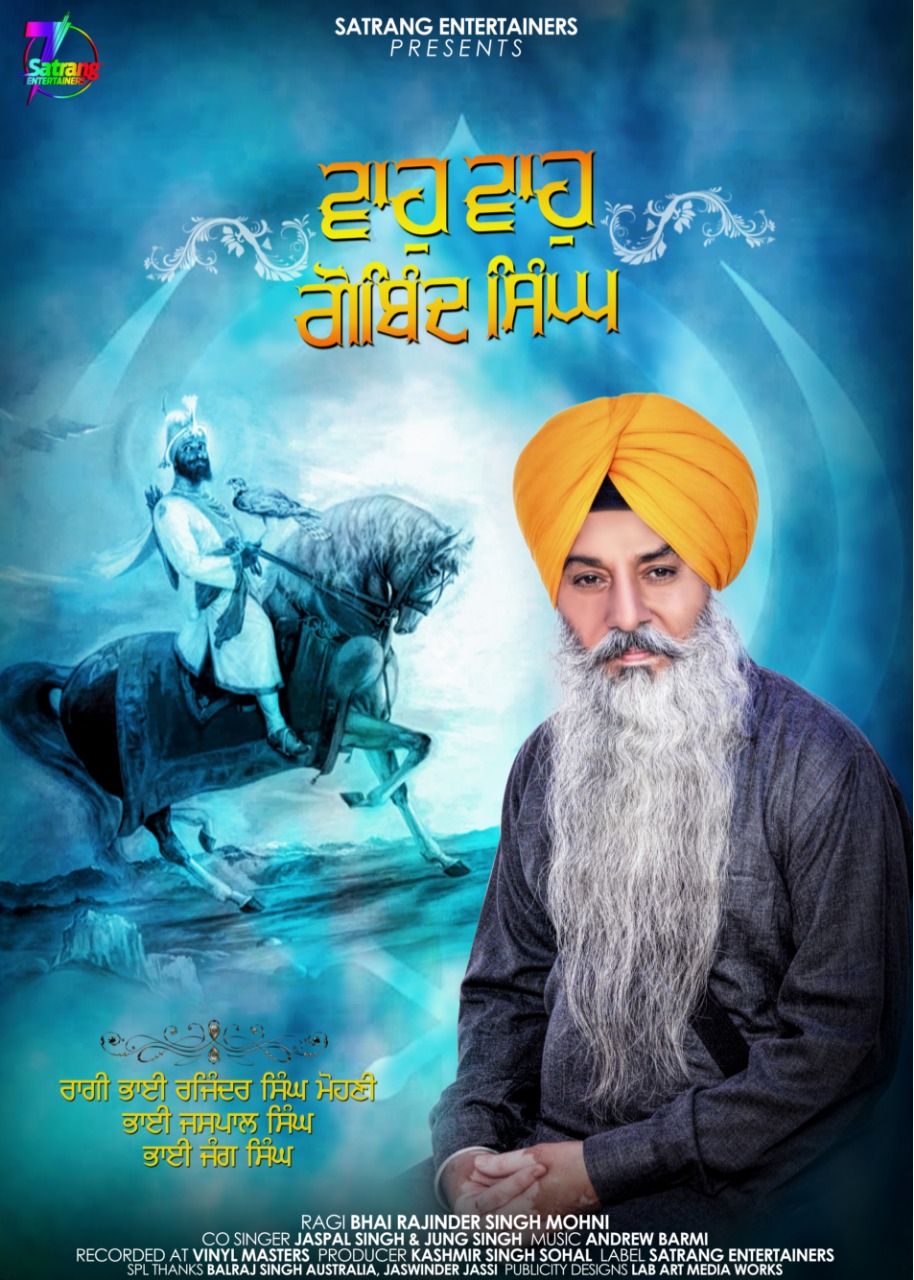 Satrang
ENTERTAINERS
SATRANG ENTERTAINERS
PRESENTS
ਵਾਹੁ ਵਾਹੁ
ਗੋਬਿੰਦ ਸਿੰਘ
ਰਾਗੀ ਭਾਈ ਰਜਿੰਦਰ ਸਿੰਘ ਮੋਹਣੀ
ਭਾਈ ਜਸਪਾਲ ਸਿੰਘ
ਭਾਈ ਜੰਗ ਸਿੰਘ
RAGI BHAI RAJINDER SINGH MOHNI
CO SINGER JASPAL SINGH & JUNG SINGH MUSIC ANDREW BARMI
RECORDED AT VINYL MASTERS PRODUCER KASHMIR SINGH SOHAL LABEL SATRANG ENTERTAINERS
SPL THANKS BALRAJ SINGH AUSTRALIA, JASWINDER JASSI PUBLICITY DESIGNS LAB ART MEDIA WORKS